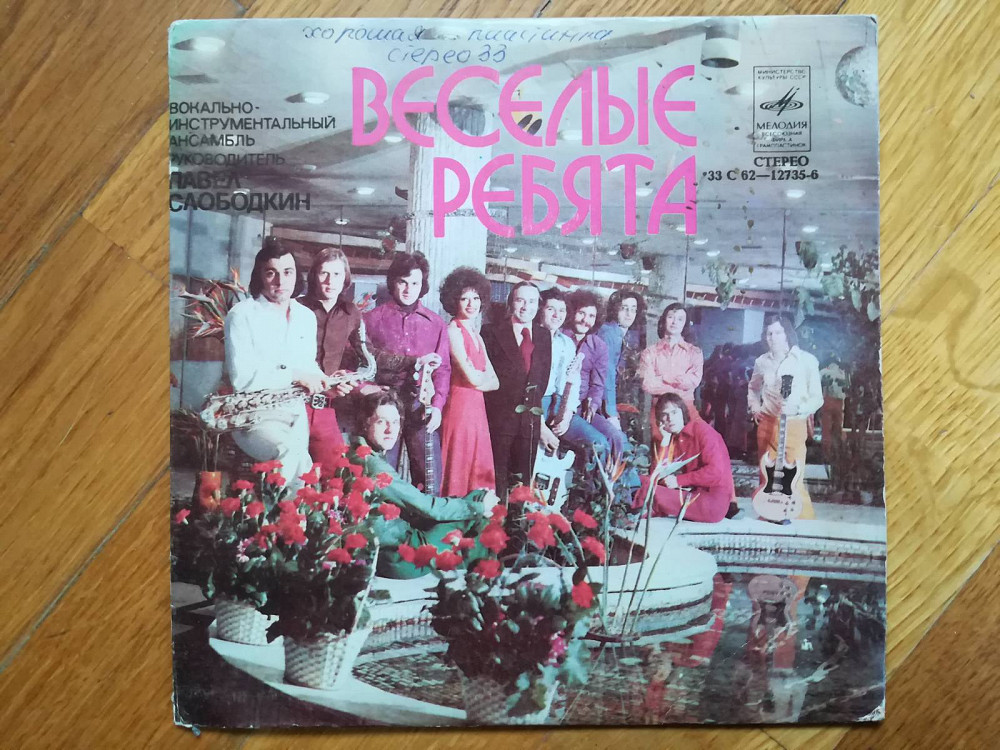 хорошая пластинка
стерео 33
ВЕСЕЛЫЕ
РЕБЯТА
ВОКАЛЬНО-
ИНСТРУМЕНТАЛЬНЫЙ
АНСАМБЛЬ
РУКОВОДИТЕЛЬ
ПАВЕЛ
СЛОБОДКИН
МИНИСТЕРСТВО
КУЛЬТУРЫ СССР
МЕЛОДИЯ
ВСЕСОЮЗНАЯ
ФИРМА
ГРАМПЛАСТИНОК
СТЕРЕО
33 С 62—12735-6